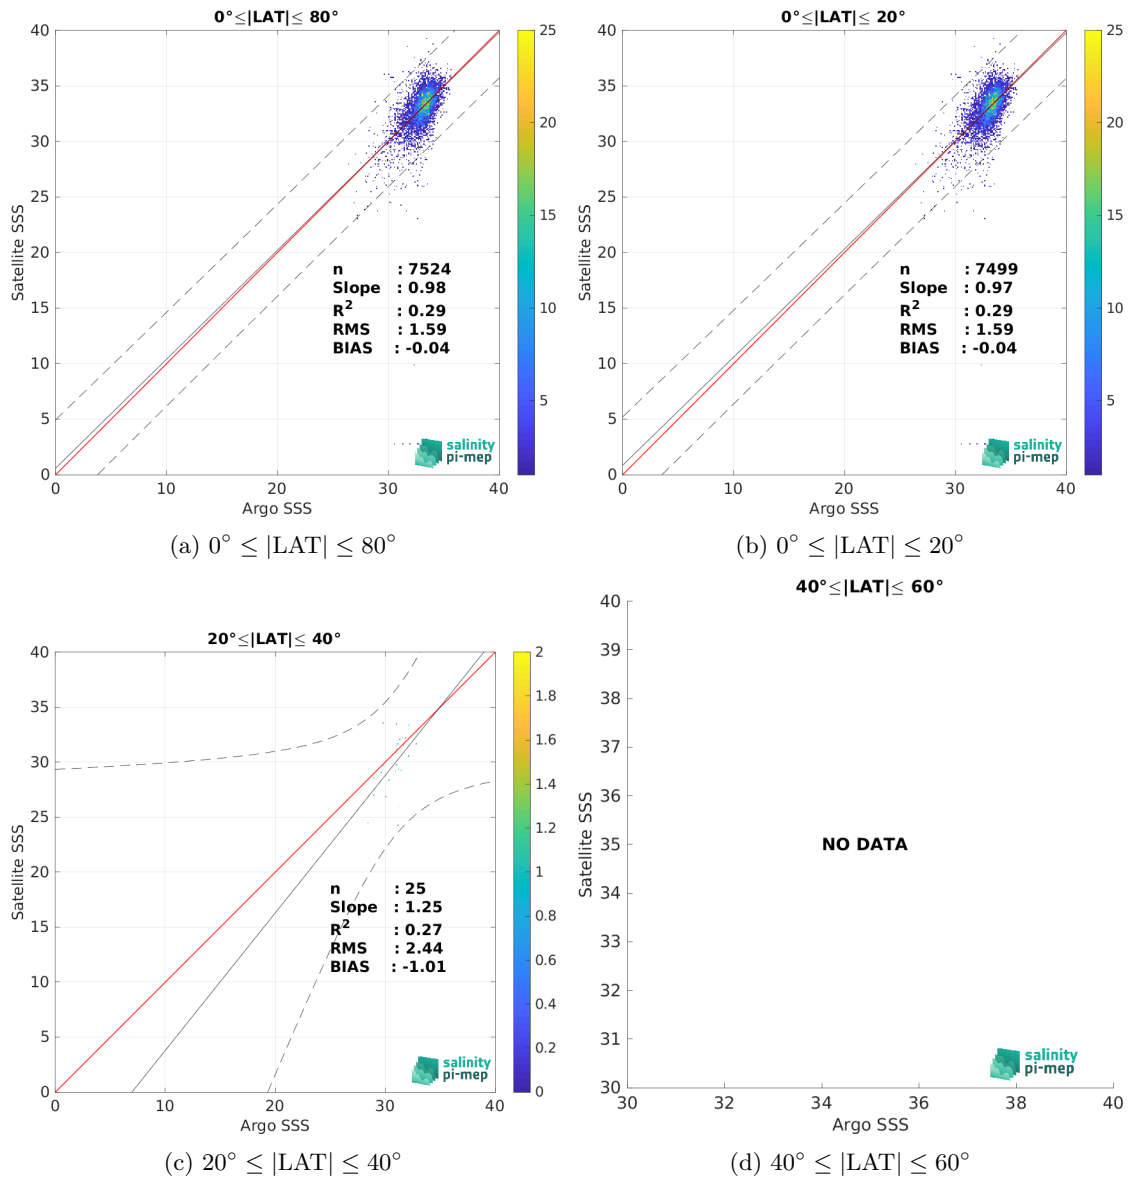 0°≤|LAT|≤ 80°
40
35
30
25
20
15
10
5
0
Satellite SSS
n : 7524
Slope : 0.98
R² : 0.29
RMS : 1.59
BIAS : -0.04
salinity
pi-mep
0 10 20 30 40
Argo SSS
25
20
15
10
5
(a) 0° ≤ |LAT| ≤ 80°
0°≤|LAT|≤ 20°
40
35
30
25
20
15
10
5
0
Satellite SSS
n : 7499
Slope : 0.97
R² : 0.29
RMS : 1.59
BIAS : -0.04
salinity
pi-mep
0 10 20 30 40
Argo SSS
25
20
15
10
5
(b) 0° ≤ |LAT| ≤ 20°
20°≤|LAT|≤ 40°
40
35
30
25
20
15
10
5
0
Satellite SSS
n : 25
Slope : 1.25
R² : 0.27
RMS : 2.44
BIAS : -1.01
salinity
pi-mep
0 10 20 30 40
Argo SSS
2
1.8
1.6
1.4
1.2
1
0.8
0.6
0.4
0.2
0
(c) 20° ≤ |LAT| ≤ 40°
40°≤|LAT|≤ 60°
40
39
38
37
36
35
34
33
32
31
30
Satellite SSS
NO DATA
salinity
pi-mep
30 32 34 36 38 40
Argo SSS
(d) 40° ≤ |LAT| ≤ 60°